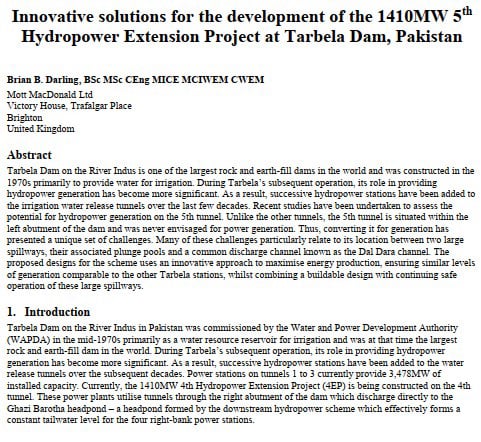 Innovative solutions for the development of the 1410MW 5th
Hydropower Extension Project at Tarbela Dam, Pakistan
Brian B. Darling, BSc MSc CEng MICE MCIWEM CWEM
Mott MacDonald Ltd
Victory House, Trafalgar Place
Brighton
United Kingdom
Abstract
Tarbela Dam on the River Indus is one of the largest rock and earth-fill dams in the world and was constructed in the
1970s primarily to provide water for irrigation. During Tarbela's subsequent operation, its role in providing
hydropower generation has become more significant. As a result, successive hydropower stations have been added to
the irrigation water release tunnels over the last few decades. Recent studies have been undertaken to assess the
potential for hydropower generation on the 5th tunnel. Unlike the other tunnels, the 5th tunnel is situated within the
left abutment of the dam and was never envisaged for power generation. Thus, converting it for generation has
presented a unique set of challenges. Many of these challenges particularly relate to its location between two large
spillways, their associated plunge pools and a common discharge channel known as the Dal Dara channel. The
proposed designs for the scheme uses an innovative approach to maximise energy production, ensuring similar levels
of generation comparable to the other Tarbela stations, whilst combining a buildable design with continuing safe
operation of these large spillways.
1. Introduction
Tarbela Dam on the River Indus in Pakistan was commissioned by the Water and Power Development Authority
(WAPDA) in the mid-1970s primarily as a water resource reservoir for irrigation and was at that time the largest
rock and earth-fill dam in the world. During Tarbela's subsequent operation, its role in providing hydropower
generation has become more significant. As a result, successive hydropower stations have been added to the water
release tunnels over the subsequent decades. Power stations on tunnels 1 to 3 currently provide 3,478MW of
installed capacity. Currently, the 1410MW 4th Hydropower Extension Project (4EP) is being constructed on the 4th
tunnel. These power plants utilise tunnels through the right abutment of the dam which discharge directly to the
Ghazi Barotha headpond – a headpond formed by the downstream hydropower scheme which effectively forms a
constant tailwater level for the four right-bank power stations.